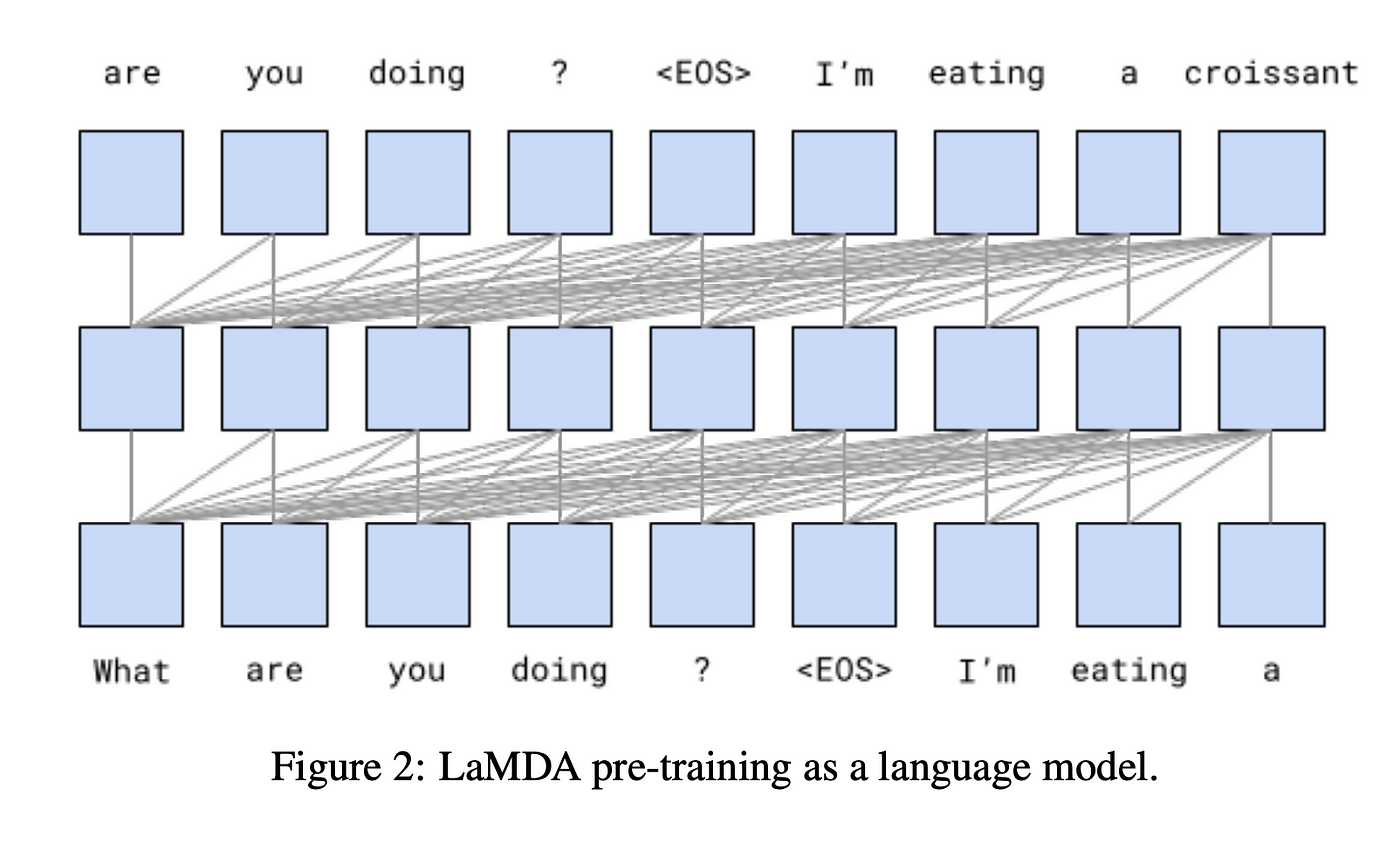 are you doing ? <EOS> I'm eating a croissant
What are you doing ? <EOS> I'm eating a
Figure 2: LaMDA pre-training as a language model.